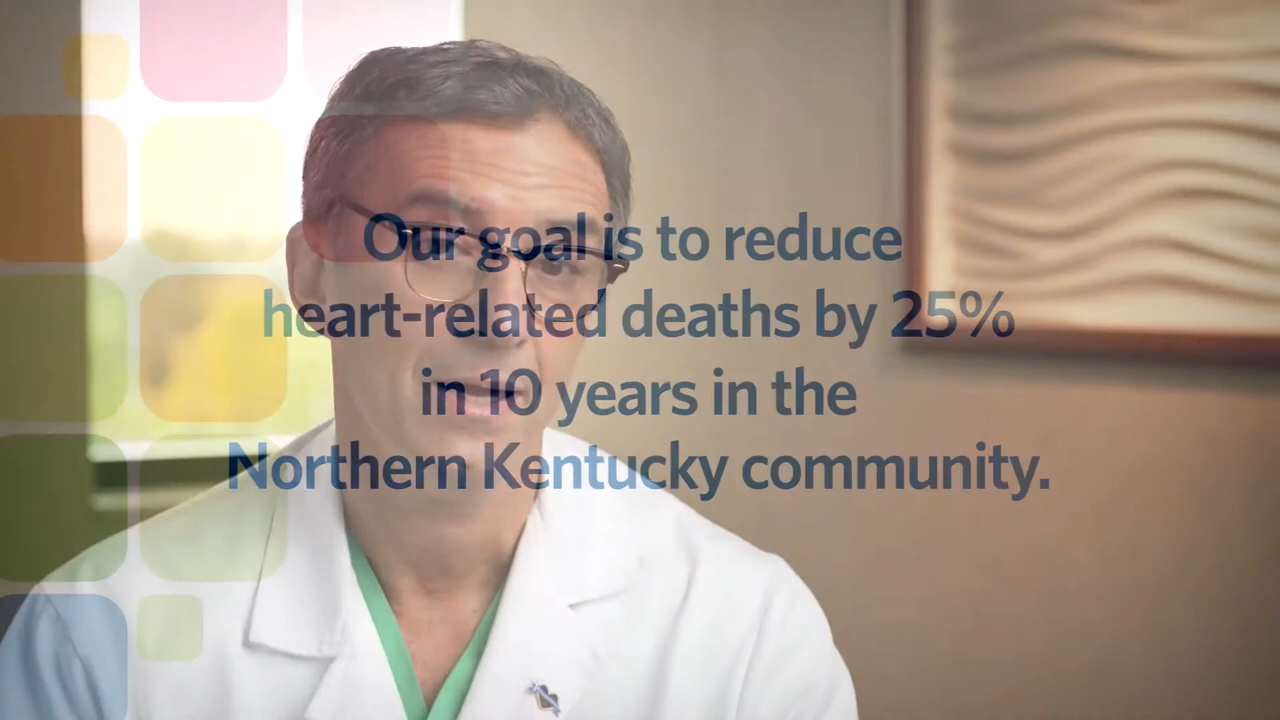 Our goal is to reduce
heart-related deaths by 25%
in 10 years in the
Northern Kentucky community.